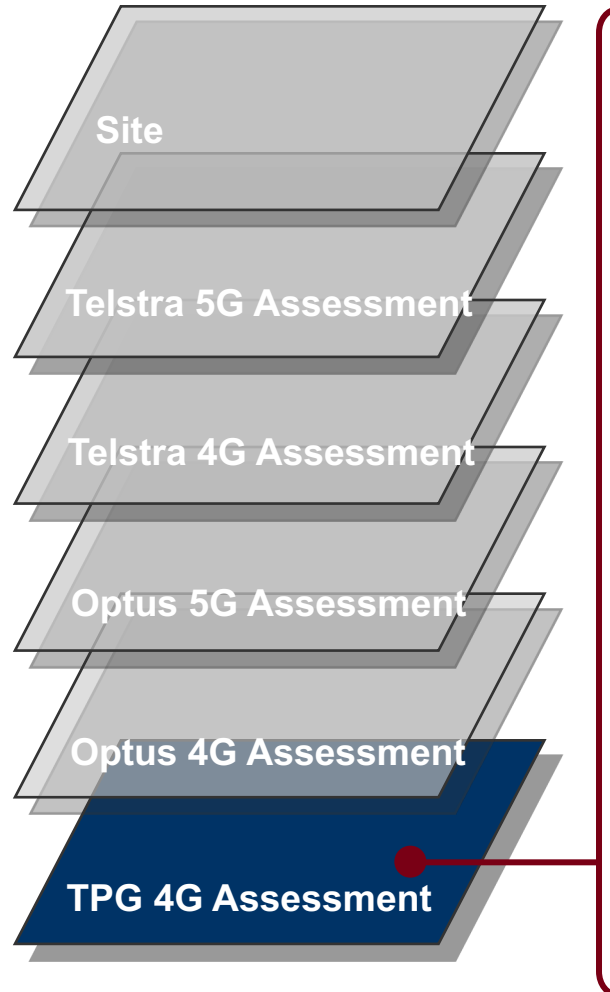 Site
Telstra 5G Assessment
Telstra 4G Assessment
Optus 5G Assessment
Optus 4G Assessment
TPG 4G Assessment